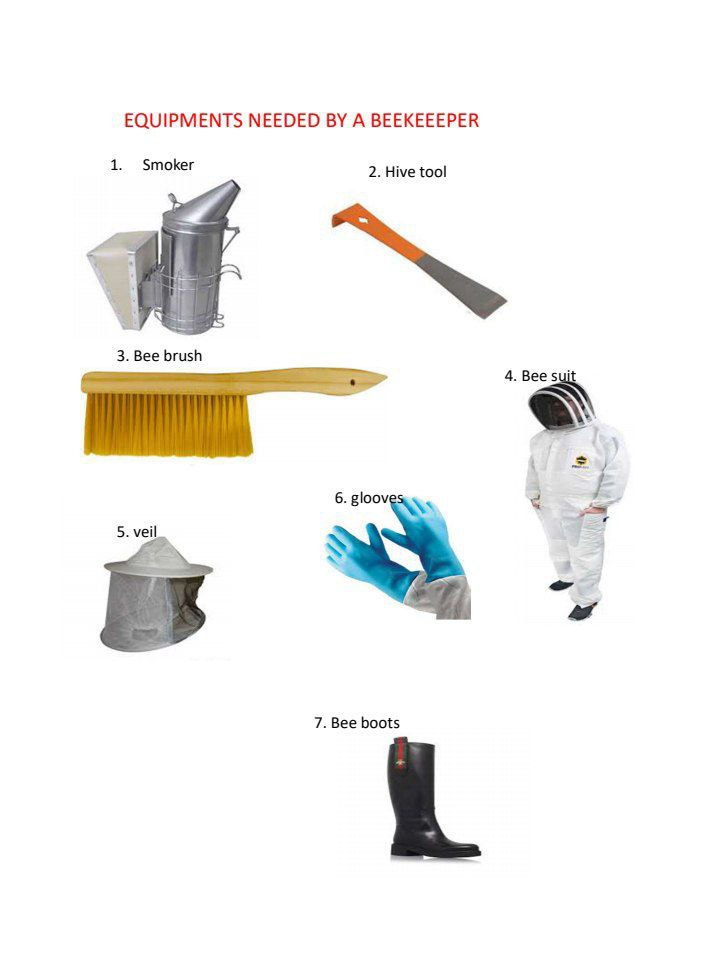 EQUIPMENTS NEEDED BY A BEEKEEEPER
1. Smoker
2. Hive tool
3. Bee brush
4. Bee suit
6. glooves
5. veil
7. Bee boots